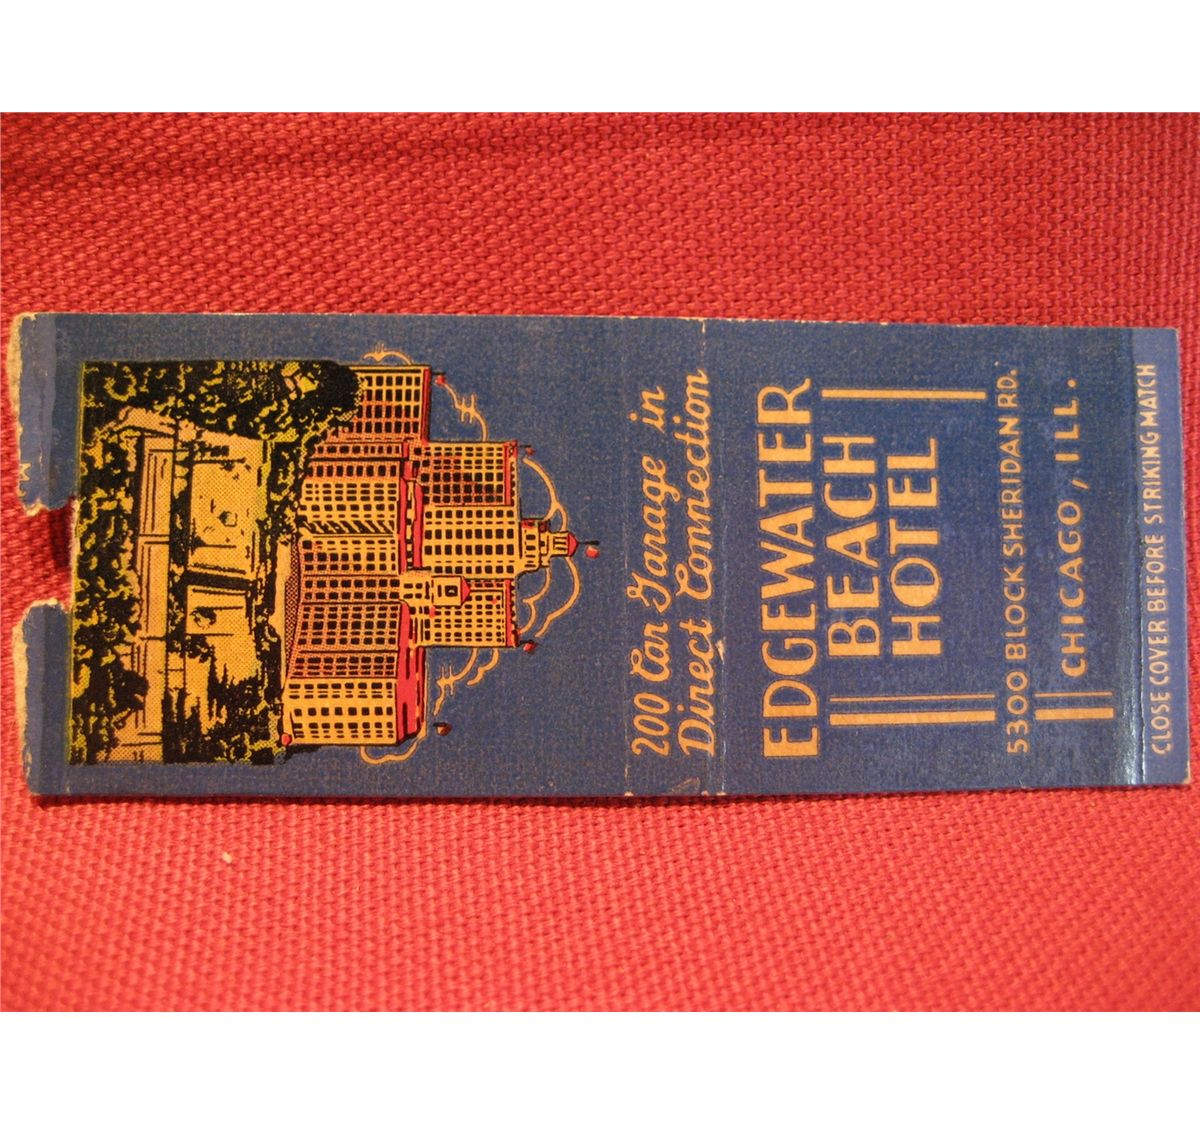 200 Car Garage in
Direct Connection
EDGEWATER
BEACH
HOTEL
5300 BLOCK SHERIDAN RD.
CHICAGO, ILL.
CLOSE COVER BEFORE STRIKING MATCH